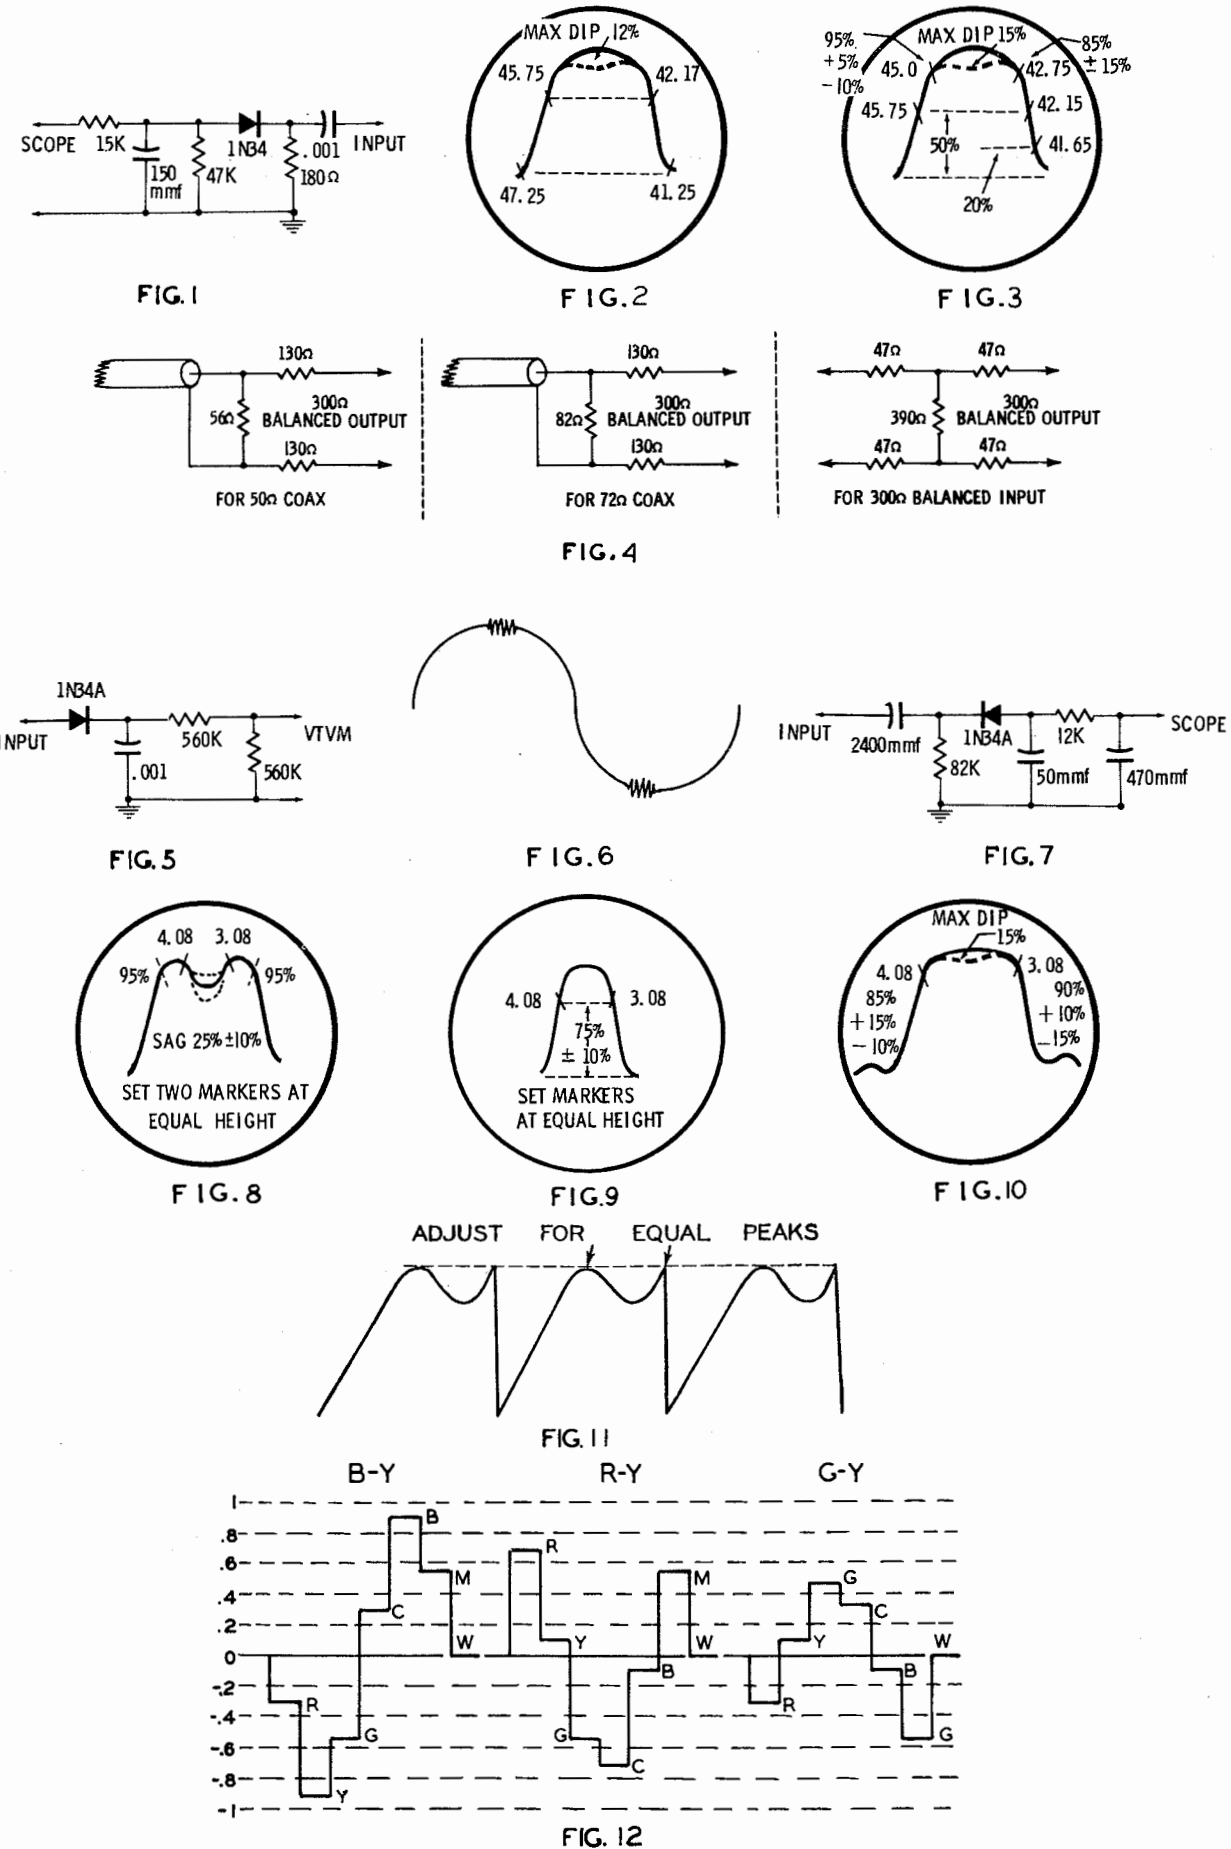 SCOPE
15K
150
mmf
47K
1N34
.001
180Ω
INPUT
FIG. 1
MAX DIP 12%
45.75
42.17
47.25
41.25
FIG. 2
95%
+5%
-10%
MAX DIP 15%
85%
± 15%
45.0
42.75
45.75
42.15
50%
41.65
20%
FIG. 3
130Ω
56Ω
300Ω
BALANCED OUTPUT
130Ω
FOR 50Ω COAX
130Ω
82Ω
300Ω
BALANCED OUTPUT
130Ω
FOR 72Ω COAX
47Ω
47Ω
390Ω
300Ω
BALANCED OUTPUT
47Ω
47Ω
FOR 300Ω BALANCED INPUT
FIG. 4
1N34A
INPUT
560K
VTVM
.001
560K
FIG. 5
FIG. 6
INPUT
2400mmf
1N34A
12K
SCOPE
82K
50mmf
470mmf
FIG. 7
4.08 3.08
95%
95%
SAG 25% ±10%
SET TWO MARKERS AT
EQUAL HEIGHT
FIG. 8
4.08
3.08
75%
± 10%
SET MARKERS
AT EQUAL HEIGHT
FIG. 9
MAX DIP
15%
4.08
3.08
85%
+15%
-10%
90%
+10%
-15%
FIG. 10
ADJUST FOR EQUAL PEAKS
FIG. 11
B-Y
R-Y
G-Y
1
.8
.6
.4
.2
0
-.2
-.4
-.6
-.8
-1
R
Y
G
C
B
M
W
R
Y
G
C
B
M
W
R
Y
G
C
B
G
W
FIG. 12